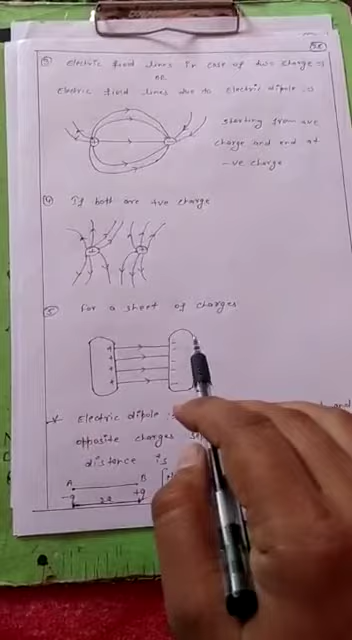 ③ Electric field lines in case of two charge ⇒
or
Electric field lines due to electric dipole ⇒
starting from +ve
charge and end at
-ve charge
④ If both are +ve charge
⑤ For a sheet of charges
* Electric dipole
opposite charges
distance is
A B
-q +q
2a